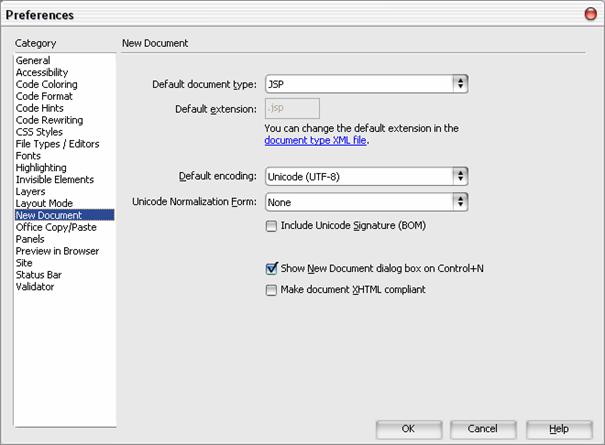 Preferences
Category
General
Accessibility
Code Coloring
Code Format
Code Hints
Code Rewriting
CSS Styles
File Types / Editors
Fonts
Highlighting
Invisible Elements
Layers
Layout Mode
New Document
Office Copy/Paste
Panels
Preview in Browser
Site
Status Bar
Validator
New Document
Default document type: JSP
Default extension: .jsp
You can change the default extension in the
document type XML file.
Default encoding: Unicode (UTF-8)
Unicode Normalization Form: None
Include Unicode Signature (BOM)
Show New Document dialog box on Control+N
Make document XHTML compliant
OK Cancel Help